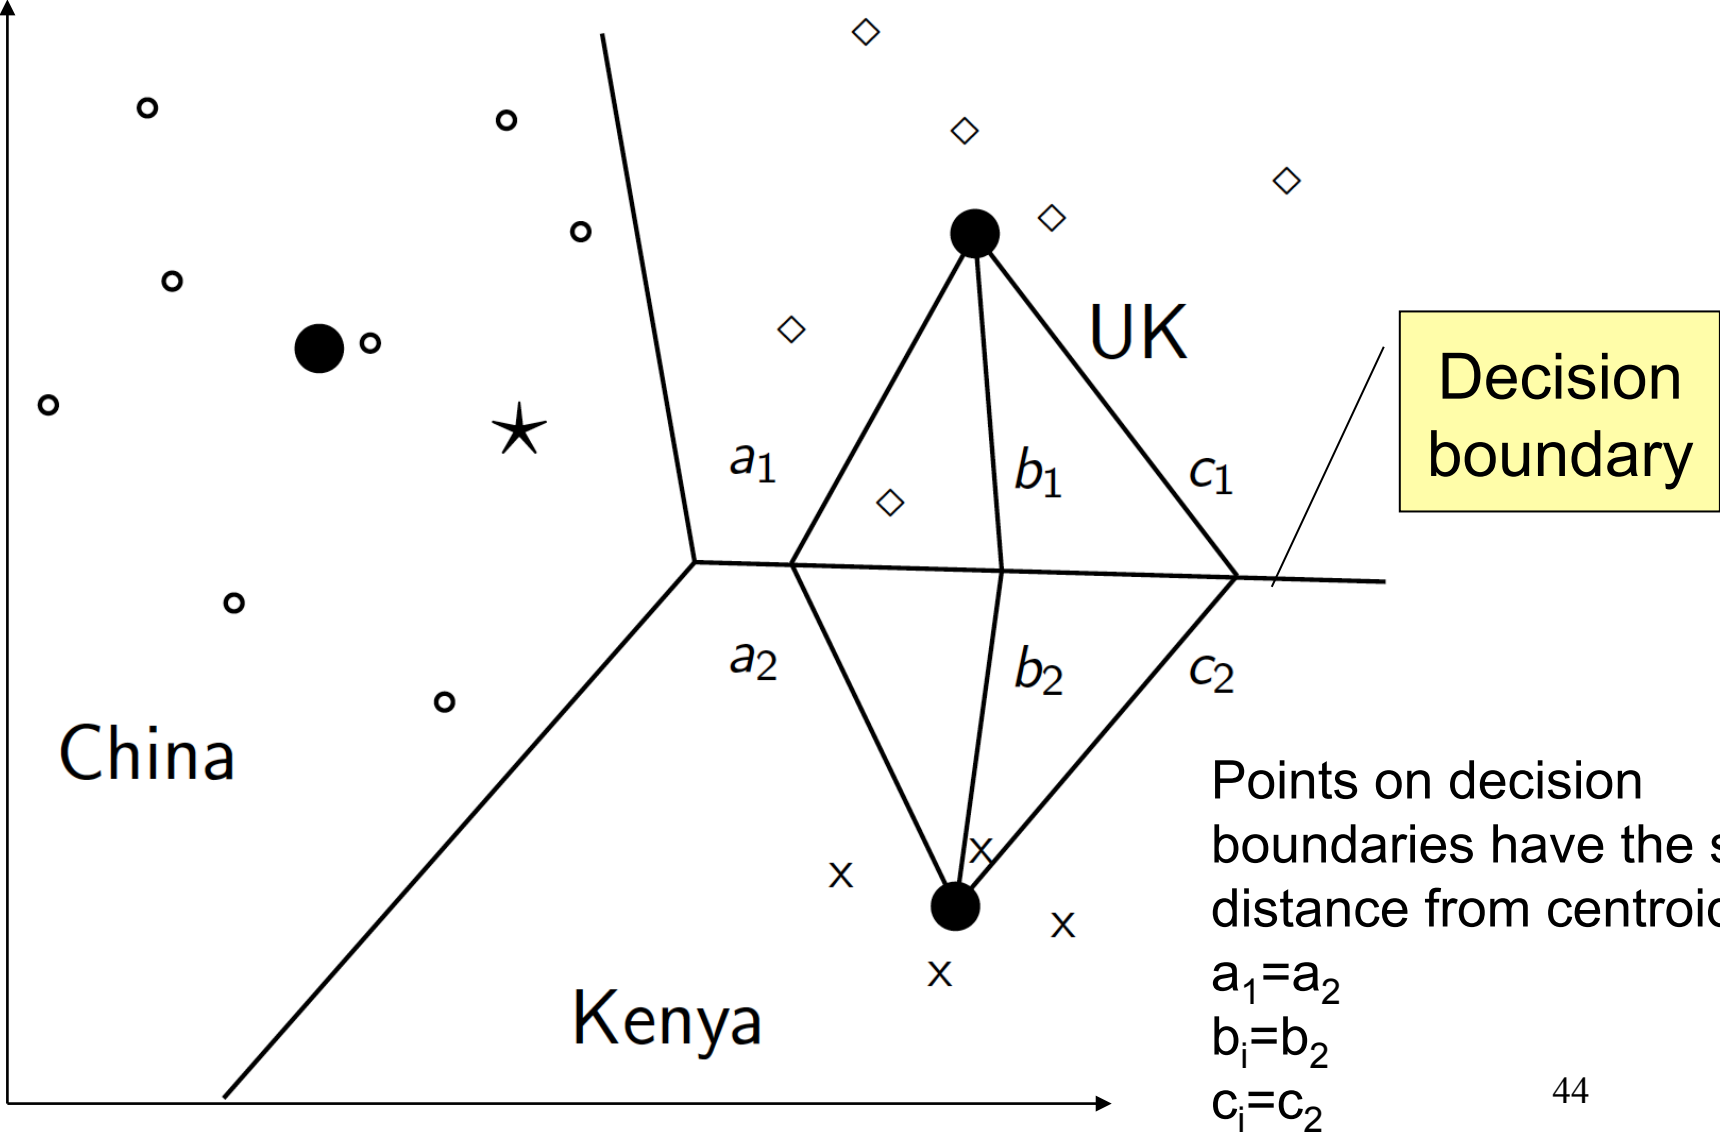 UK
Decision
boundary
a₁
b₁
c₁
a₂
b₂
c₂
China
Kenya
Points on decision
boundaries have the
distance from
a₁=a₂
bᵢ=b₂
cᵢ=c₂
44